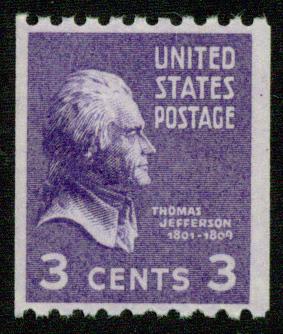 UNITED
STATES
POSTAGE
THOMAS
JEFFERSON
1801-1809
3 CENTS 3